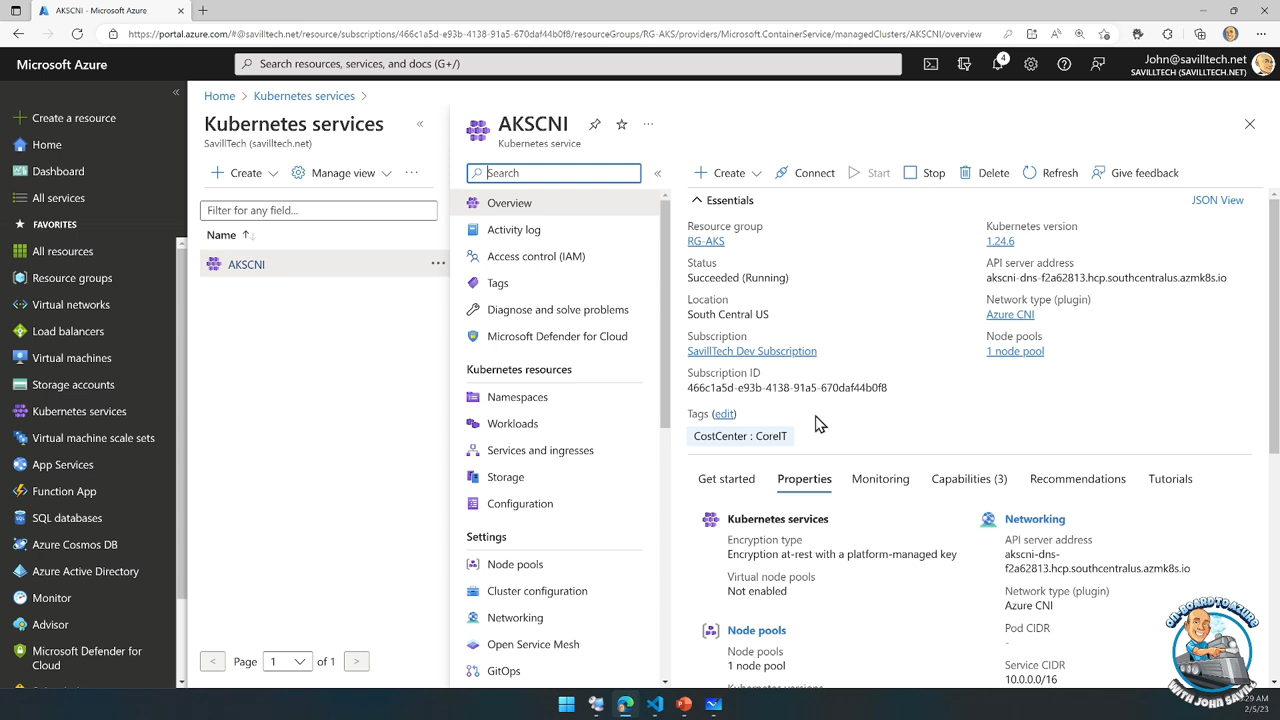 AKSCNI - Microsoft Azure
https://portal.azure.com/#@savilltech.net/resource/subscriptions/466c1a5d-e93b-4138-91a5-670daf44b0f8/resourceGroups/RG-AKS/providers/Microsoft.ContainerService/managedClusters/AKSCNI/overview
Microsoft Azure
Search resources, services, and docs (G+/)
4
John@savilltech.net
SAVILLTECH (SAVILLTECH.NET)
Create a resource
Home
Dashboard
All services
FAVORITES
All resources
Resource groups
Virtual networks
Load balancers
Virtual machines
Storage accounts
Kubernetes services
Virtual machine scale sets
App Services
Function App
SQL databases
Azure Cosmos DB
Azure Active Directory
Monitor
Advisor
Microsoft Defender for
Cloud
Home > Kubernetes services >
Kubernetes services
SavillTech (savilltech.net)
Create
Manage view
Filter for any field...
Name
AKSCNI
< Page 1 of 1 >
AKSCNI
Kubernetes service
Search
Overview
Activity log
Access control (IAM)
Tags
Diagnose and solve problems
Microsoft Defender for Cloud
Kubernetes resources
Namespaces
Workloads
Services and ingresses
Storage
Configuration
Settings
Node pools
Cluster configuration
Networking
Open Service Mesh
GitOps
Create
Connect
Start
Stop
Delete
Refresh
Give feedback
Essentials
JSON View
Resource group
RG-AKS
Status
Succeeded (Running)
Location
South Central US
Subscription
SavillTech Dev Subscription
Subscription ID
466c1a5d-e93b-4138-91a5-670daf44b0f8
Kubernetes version
1.24.6
API server address
akscni-dns-f2a62813.hcp.southcentralus.azmk8s.io
Network type (plugin)
Azure CNI
Node pools
1 node pool
Tags (edit)
CostCenter : CoreIT
Get started
Properties
Monitoring
Capabilities (3)
Recommendations
Tutorials
Kubernetes services
Encryption type
Encryption at-rest with a platform-managed key
Virtual node pools
Not enabled
Node pools
Node pools
1 node pool
Kubernetes versions
Networking
API server address
akscni-dns-
f2a62813.hcp.southcentralus.azmk8s.io
Network type (plugin)
Azure CNI
Pod CIDR
-
Service CIDR
10.0.0.0/16
ON-BOARD TO AZURE
WITH JOHN SAVILL
:29 AM
2/5/23